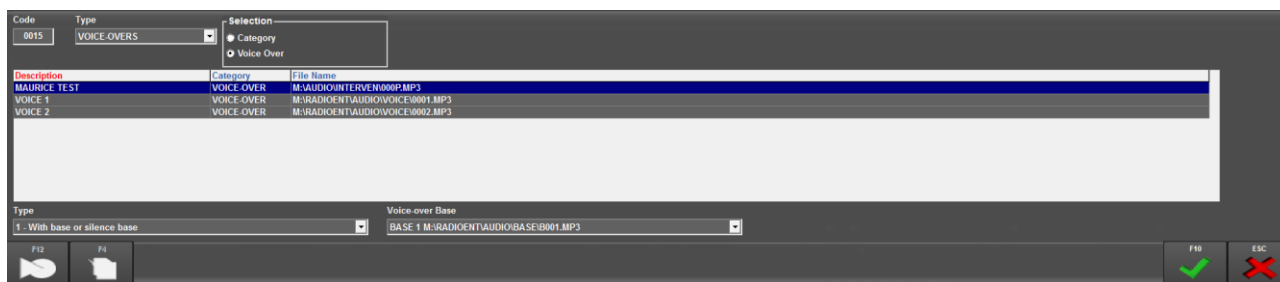 Code Type Selection
0015 VOICE-OVERS Category
Voice Over
Description Category File Name
MAURICE TEST VOICE-OVER M:\AUDIO\INTERVEN\000P.MP3
VOICE 1 VOICE-OVER M:\RADIOENT\AUDIO\VOICE\0001.MP3
VOICE 2 VOICE-OVER M:\RADIOENT\AUDIO\VOICE\0002.MP3
Type Voice-over Base
1 - With base or silence base BASE 1 M:\RADIOENT\AUDIO\BASE\B001.MP3
F12 F4 F10 ESC